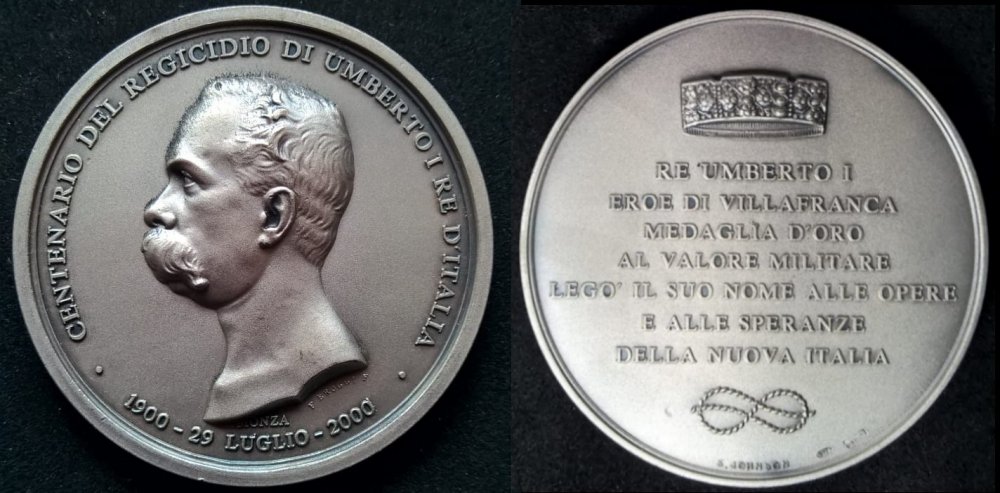 CENTENARIO DEL REGICIDIO DI UMBERTO I RE D'ITALIA
MONZA
1900 - 29 LUGLIO - 2000
RE UMBERTO I
EROE DI VILLAFRANCA
MEDAGLIA D'ORO
AL VALORE MILITARE
LEGO' IL SUO NOME ALLE OPERE
E ALLE SPERANZE
DELLA NUOVA ITALIA
S. JOHNSON